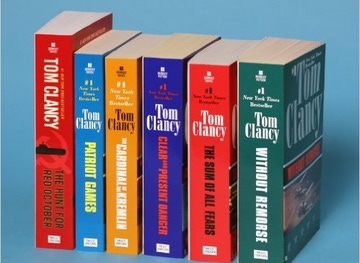 TOM CLANCY
THE HUNT FOR
RED OCTOBER
#1
New York
Times
Bestseller
Tom
Clancy
PATRIOT GAMES
#1
New York
Times
Bestseller
Tom
Clancy
THE CARDINAL OF THE KREMLIN
#1
New York
Times
Bestseller
Tom
Clancy
CLEAR AND PRESENT DANGER
#1
New York Times
Bestseller
Tom
Clancy
THE SUM OF ALL FEARS
#1
New York Times
Bestseller
Tom
Clancy
WITHOUT REMORSE